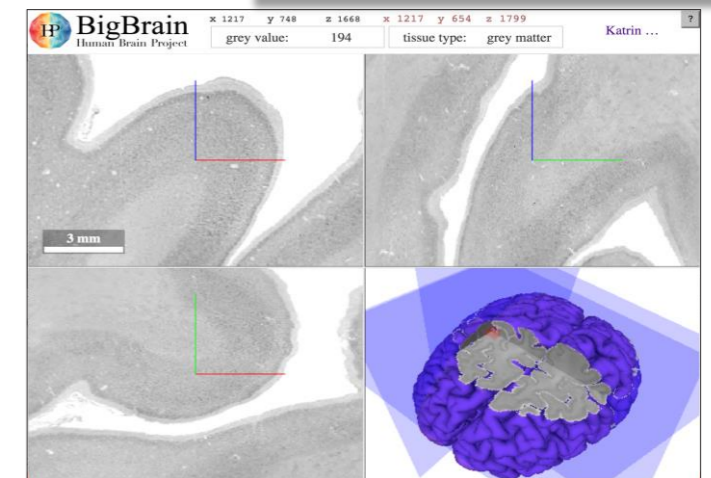 HP BigBrain
Human Brain Project
x 1217 y 748 z 1668 x 1217 y 654 z 1799
grey value: 194 tissue type: grey matter
Katrin ...
?
3 mm